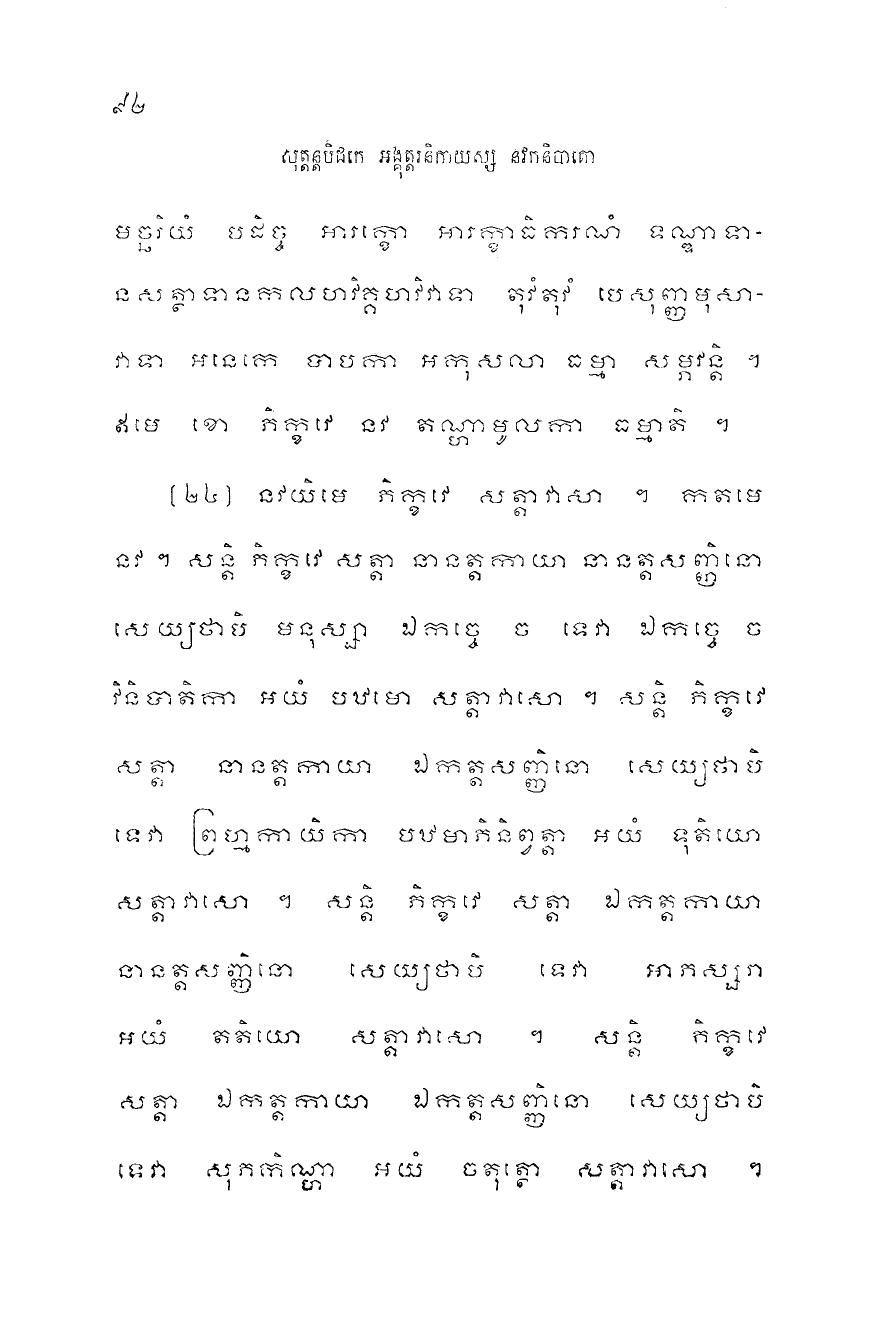 ៩២
សុត្តន្តបិដកេ អង្គុត្តរនិកាយស្ស នវកនិបាតោ
មច្ឆរិយំ បដិច្ច អារក្ខោ អារក្ខាធិករណំ ទណ្ឌាទា-
នសត្ថាទានកលហវិគ្គហវិវាទា តុវំតុវំ បេសុញ្ញមុសា-
វាទា អនេកេ បាបកា អកុសលា ធម្មា សម្ភវន្តិ ។
ឥមេ ខោ ភិក្ខវេ នវ តណ្ហាមូលកា ធម្មាតិ ។
(២៤) នវយិមេ ភិក្ខវេ សត្តាវាសា ។ កតមេ
នវ ។ សន្តិ ភិក្ខវេ សត្តា នានត្តកាយា នានត្តសញ្ញិនោ
សេយ្យថាបិ មនុស្សា ឯកច្ចេ ច ទេវា ឯកច្ចេ ច
វិនិបាតិកា អយំ បឋមោ សត្តាវាសោ ។ សន្តិ ភិក្ខវេ
សត្តា នានត្តកាយា ឯកត្តសញ្ញិនោ សេយ្យថាបិ
ទេវា ព្រហ្មកាយិកា បឋមាភិនិព្វត្តា អយំ ទុតិយោ
សត្តាវាសោ ។ សន្តិ ភិក្ខវេ សត្តា ឯកត្តកាយា
នានត្តសញ្ញិនោ សេយ្យថាបិ ទេវា អាភស្សរា
អយំ តតិយោ សត្តាវាសោ ។ សន្តិ ភិក្ខវេ
សត្តា ឯកត្តកាយា ឯកត្តសញ្ញិនោ សេយ្យថាបិ
ទេវា សុភកិណ្ហា អយំ ចតុត្ថោ សត្តាវាសោ ។